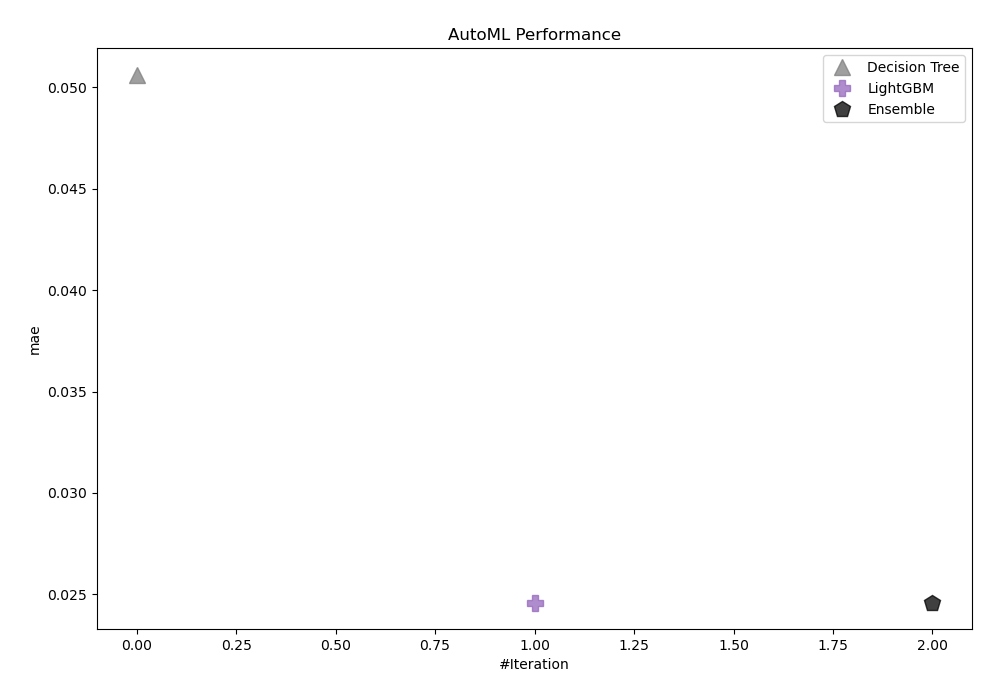 AutoML Performance
Decision Tree
LightGBM
Ensemble
0.050
0.045
0.040
0.035
0.030
0.025
mae
0.00 0.25 0.50 0.75 1.00 1.25 1.50 1.75 2.00
#Iteration